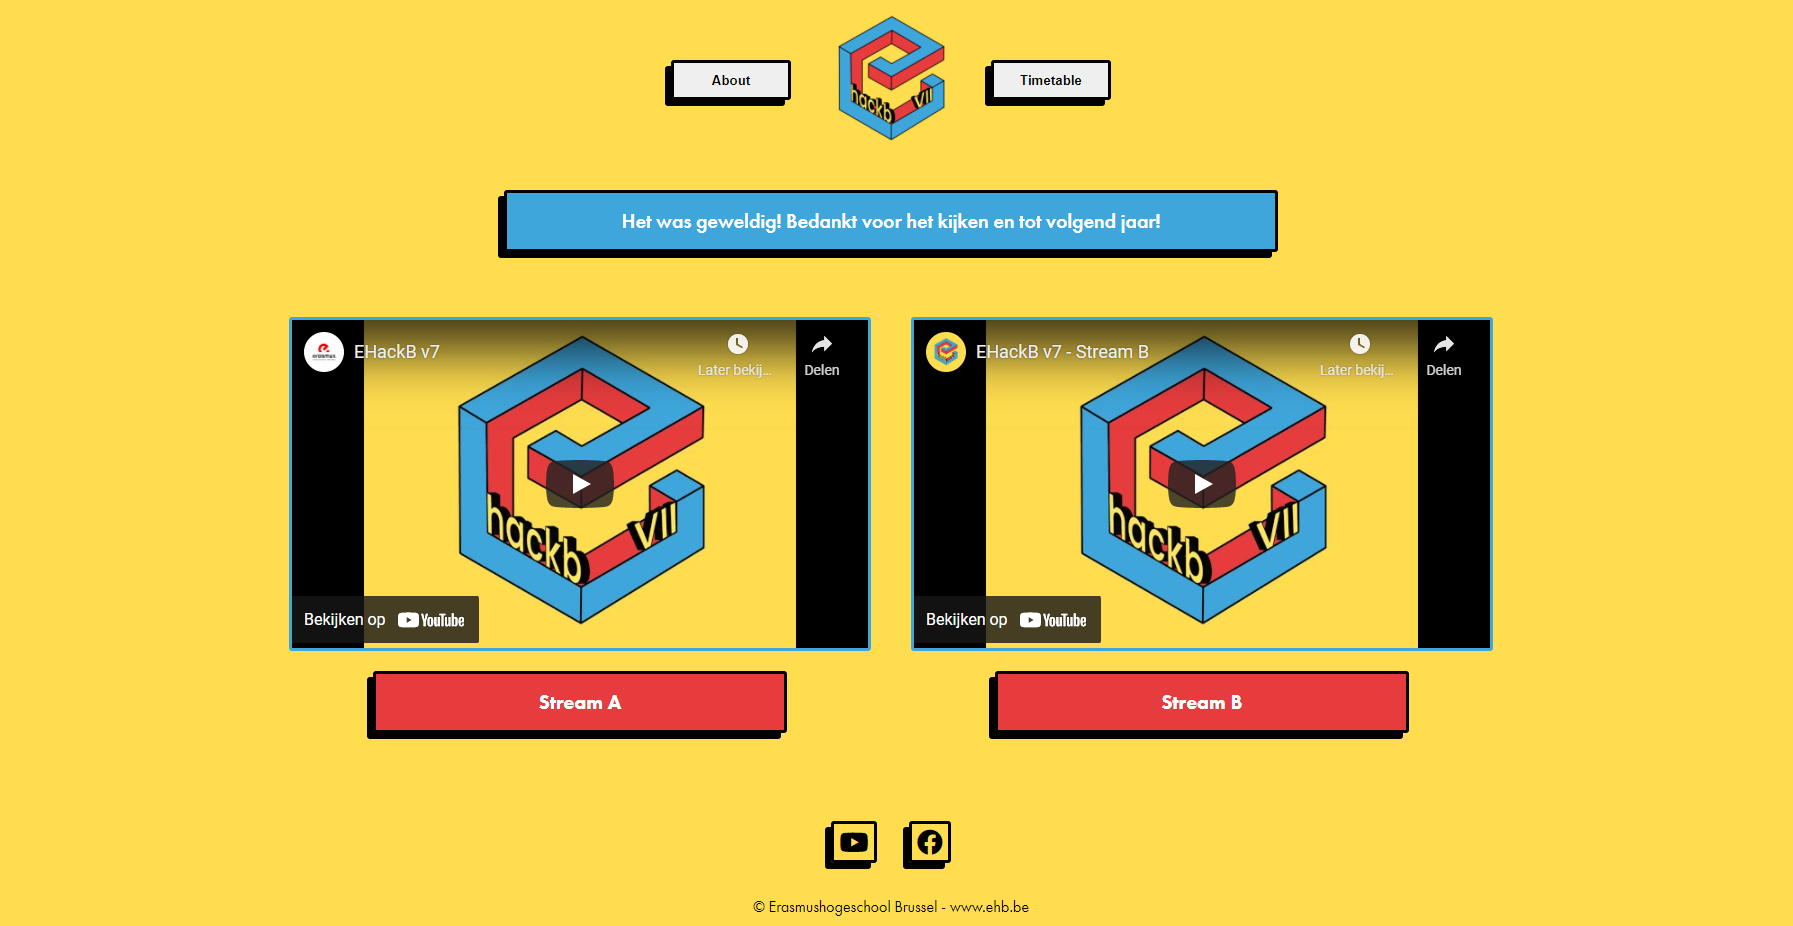 About
hackb VII
Timetable
Het was geweldig! Bedankt voor het kijken en tot volgend jaar!
erasmus
EHackB v7
Later bekij...
Delen
hackb VII
Bekijken op YouTube
EHackB v7 - Stream B
Later bekij...
Delen
hackb VII
Bekijken op YouTube
Stream A
Stream B
© Erasmushogeschool Brussel - www.ehb.be